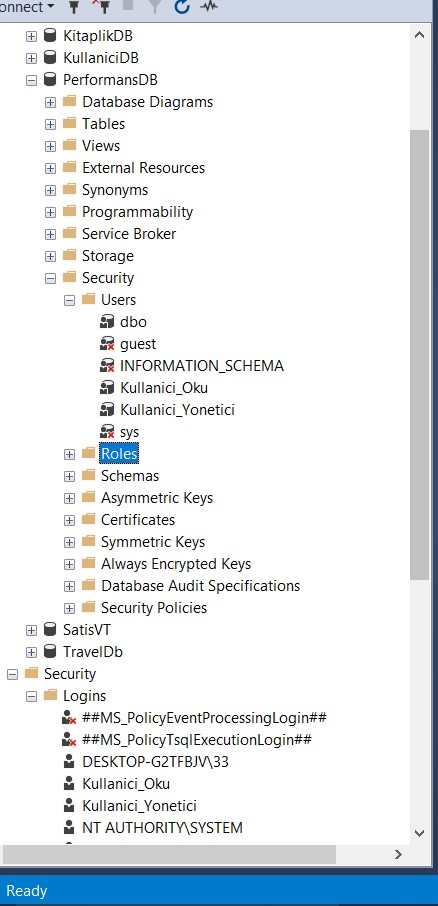 onnect
KitaplikDB
KullaniciDB
PerformansDB
Database Diagrams
Tables
Views
External Resources
Synonyms
Programmability
Service Broker
Storage
Security
Users
dbo
guest
INFORMATION_SCHEMA
Kullanici_Oku
Kullanici_Yonetici
sys
Roles
Schemas
Asymmetric Keys
Certificates
Symmetric Keys
Always Encrypted Keys
Database Audit Specifications
Security Policies
SatisVT
TravelDb
Security
Logins
##MS_PolicyEventProcessingLogin##
##MS_PolicyTsqlExecutionLogin##
DESKTOP-G2TFBJV\33
Kullanici_Oku
Kullanici_Yonetici
NT AUTHORITY\SYSTEM
Ready